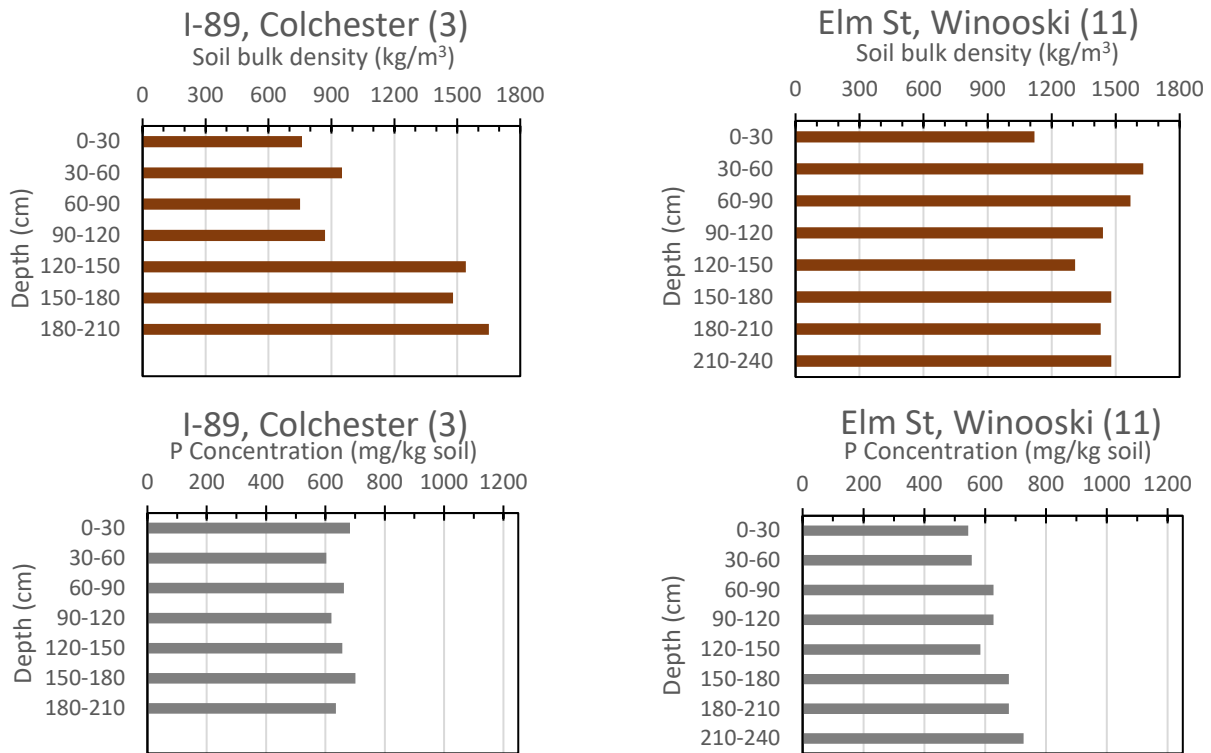 I-89, Colchester (3)
Soil bulk density (kg/m³)
0 300 600 900 1200 1500 1800
Depth (cm)
0-30
30-60
60-90
90-120
120-150
150-180
180-210
Elm St, Winooski (11)
Soil bulk density (kg/m³)
0 300 600 900 1200 1500 1800
Depth (cm)
0-30
30-60
60-90
90-120
120-150
150-180
180-210
210-240
I-89, Colchester (3)
P Concentration (mg/kg soil)
0 200 400 600 800 1000 1200
Depth (cm)
0-30
30-60
60-90
90-120
120-150
150-180
180-210
Elm St, Winooski (11)
P Concentration (mg/kg soil)
0 200 400 600 800 1000 1200
Depth (cm)
0-30
30-60
60-90
90-120
120-150
150-180
180-210
210-240